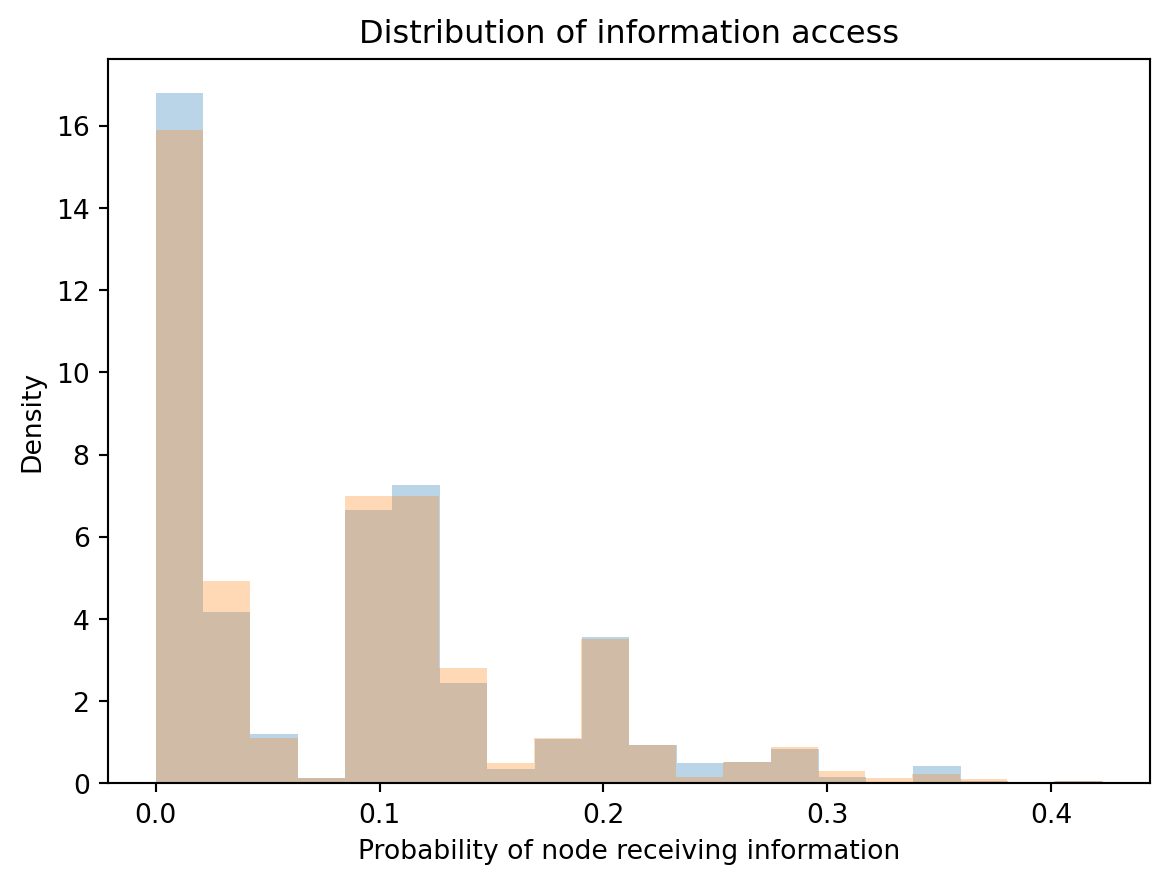 Distribution of information access
16
14
12
10
8
6
4
2
0
Density
0.0 0.1 0.2 0.3 0.4
Probability of node receiving information